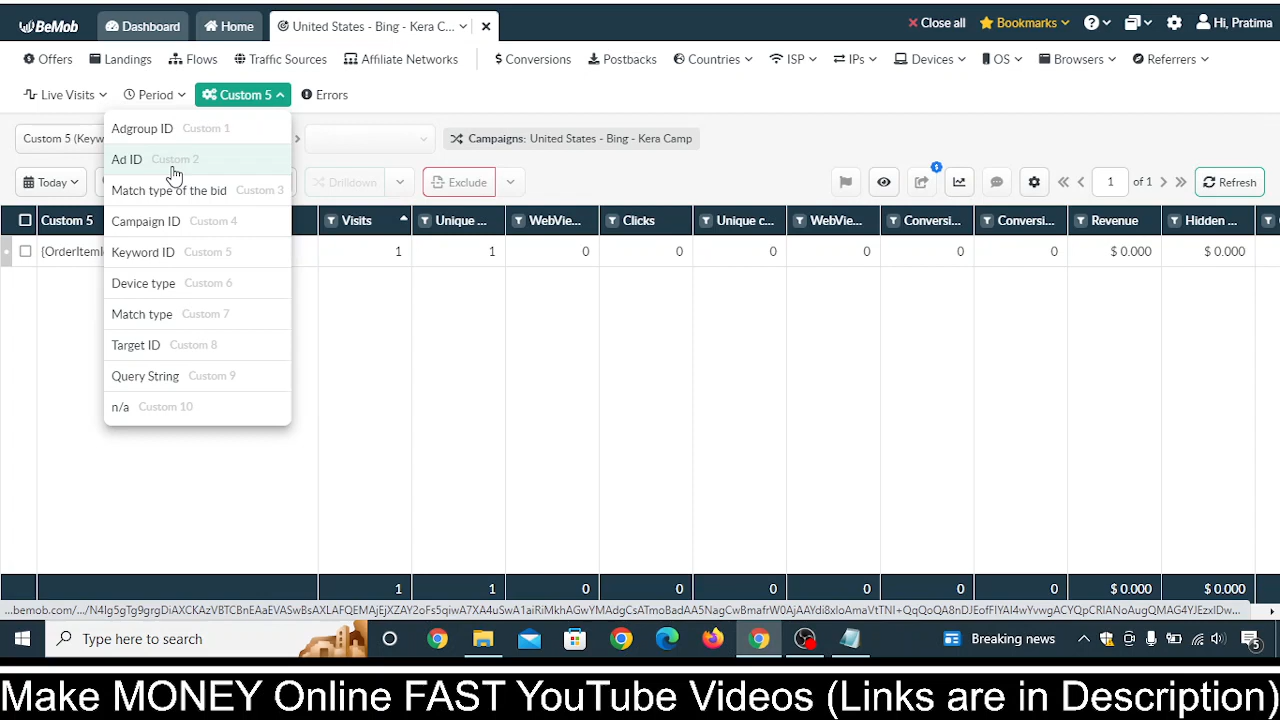 BeMob Dashboard Home United States - Bing - Kera C... Close all Bookmarks Hi, Pratima
Offers Landings Flows Traffic Sources Affiliate Networks Conversions Postbacks Countries ISP IPs Devices OS Browsers Referrers
Live Visits Period Custom 5 Errors
Custom 5 (Keyw Campaigns: United States - Bing - Kera Camp
Adgroup ID Custom 1
Ad ID Custom 2
Match type of the bid Custom 3
Campaign ID Custom 4
Keyword ID Custom 5
Device type Custom 6
Match type Custom 7
Target ID Custom 8
Query String Custom 9
n/a Custom 10
Today Drilldown Exclude 1 of 1 Refresh
Custom 5 Visits Unique ... WebVie... Clicks Unique c... WebVie... Conversi... Conversi... Revenue Hidden ...
{OrderItemI 1 1 0 0 0 0 0 0 $ 0.000 $ 0.000
1 1 0 0 0 0 0 0 $ 0.000 $ 0.000
Type here to search Breaking news 5
Make MONEY Online FAST YouTube Videos (Links are in Description)